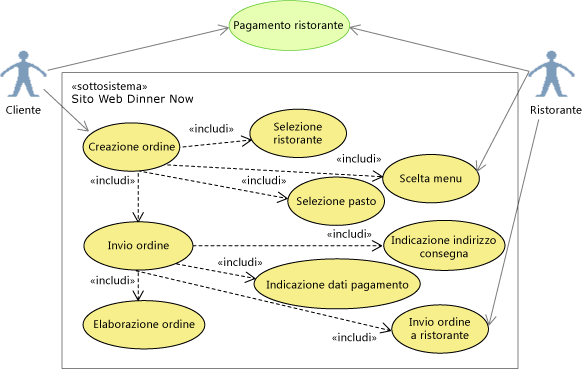 Pagamento ristorante
Cliente
Ristorante
«sottosistema»
Sito Web Dinner Now
Creazione ordine
«includi»
Selezione
ristorante
«includi»
Scelta menu
«includi»
Selezione pasto
«includi»
Invio ordine
«includi»
Indicazione indirizzo
consegna
«includi»
Indicazione dati pagamento
«includi»
Elaborazione ordine
«includi»
Invio ordine
a ristorante